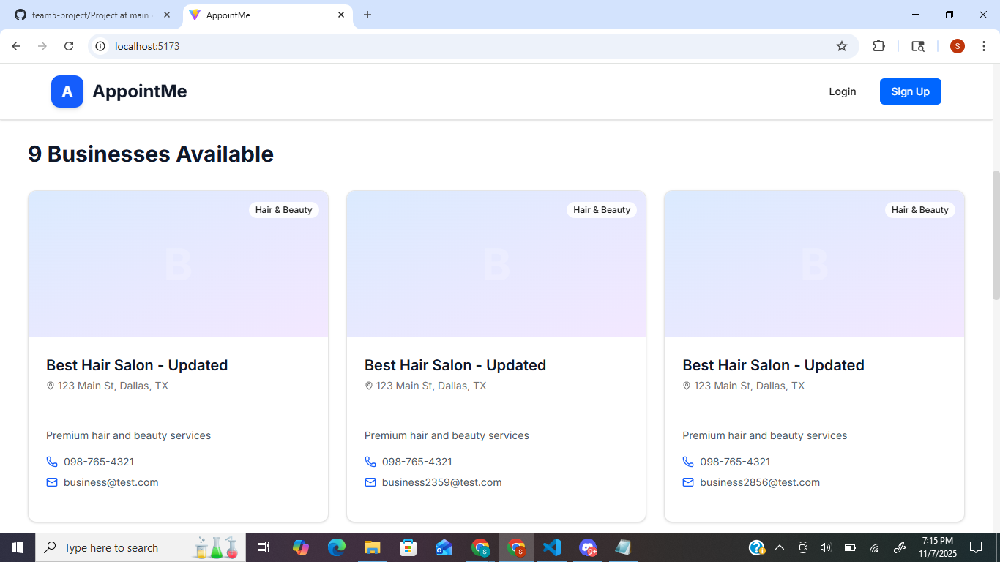 team5-project/Project at main
AppointMe
localhost:5173
S
A AppointMe
Login
Sign Up
9 Businesses Available
Hair & Beauty
B
Best Hair Salon - Updated
123 Main St, Dallas, TX
Premium hair and beauty services
098-765-4321
business@test.com
Hair & Beauty
B
Best Hair Salon - Updated
123 Main St, Dallas, TX
Premium hair and beauty services
098-765-4321
business2359@test.com
Hair & Beauty
B
Best Hair Salon - Updated
123 Main St, Dallas, TX
Premium hair and beauty services
098-765-4321
business2856@test.com
Type here to search
S
S
9+
7:15 PM
11/7/2025